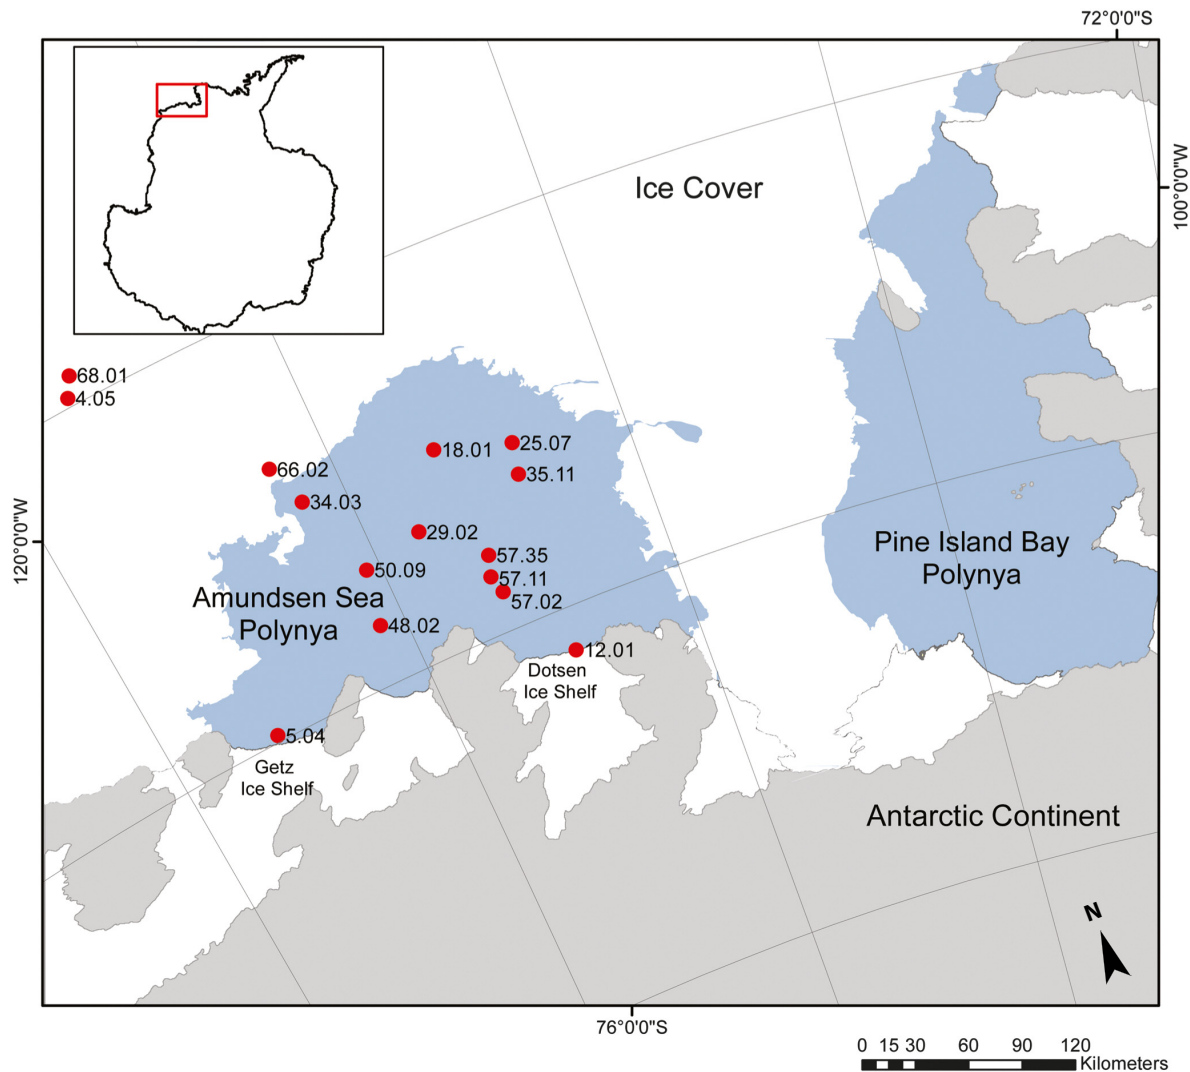 72°0'0"S
100°0'0"W
Ice Cover
68.01
4.05
18.01
25.07
66.02
35.11
34.03
29.02
120°0'0"W
57.35
Pine Island Bay
Polynya
50.09
57.11
57.02
Amundsen Sea
Polynya
48.02
12.01
Dotsen
Ice Shelf
5.04
Getz
Ice Shelf
Antarctic Continent
N
76°0'0"S
0 15 30 60 90 120
Kilometers